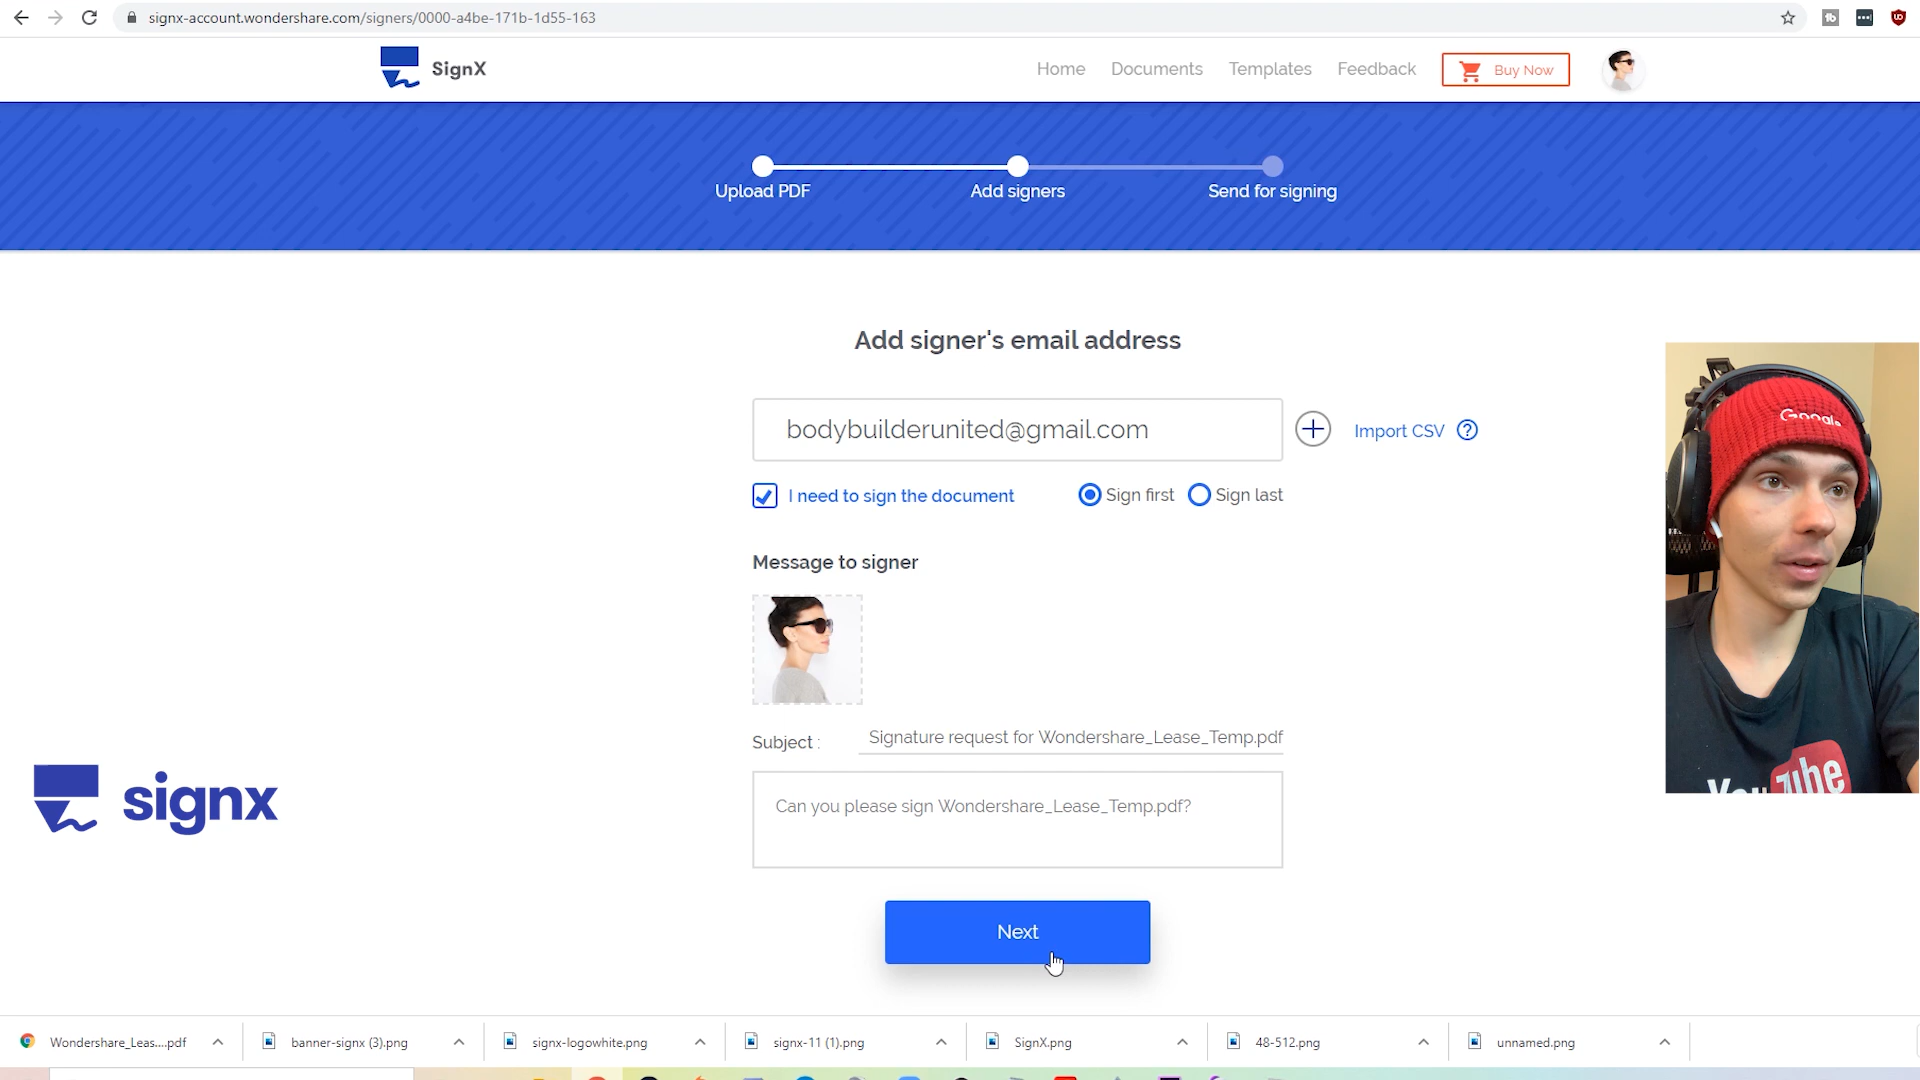 signx-account.wondershare.com/signers/0000-a4be-171b-1d55-163
SignX
Home Documents Templates Feedback Buy Now
Upload PDF Add signers Send for signing
Add signer's email address
bodybuilderunited@gmail.com
Import CSV ?
I need to sign the document Sign first Sign last
Google
Message to signer
Subject : Signature request for Wondershare_Lease_Temp.pdf
signx
Can you please sign Wondershare_Lease_Temp.pdf?
YouTube
Next
Wondershare_Leas....pdf banner-signx (3).png signx-logowhite.png signx-11 (1).png SignX.png 48-512.png unnamed.png